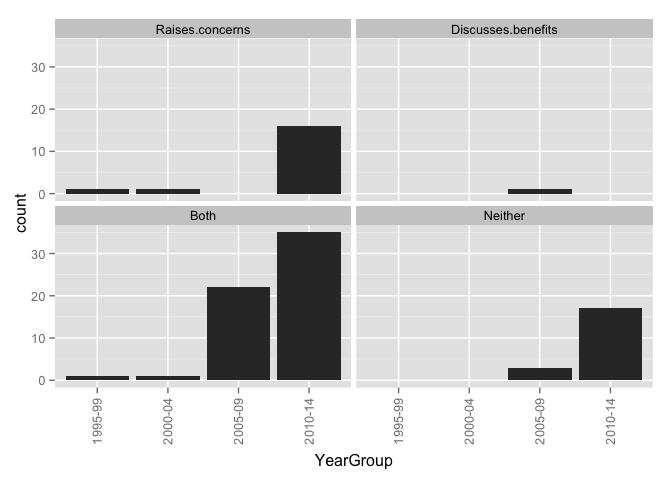 Raises.concerns
Discusses.benefits
30
20
10
0
Both
Neither
30
20
10
0
count
1995-99
2000-04
2005-09
2010-14
1995-99
2000-04
2005-09
2010-14
YearGroup